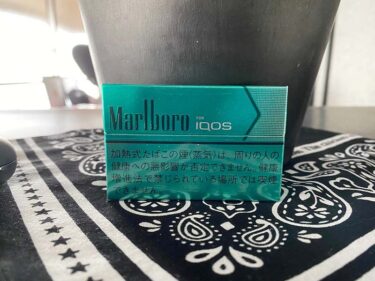 Marlboro FOR IQOS
加熱式たばこの煙(蒸気)は、周りの人の
健康への悪影響が否定できません。健康
増進法で禁じられている場所では喫煙
できません。